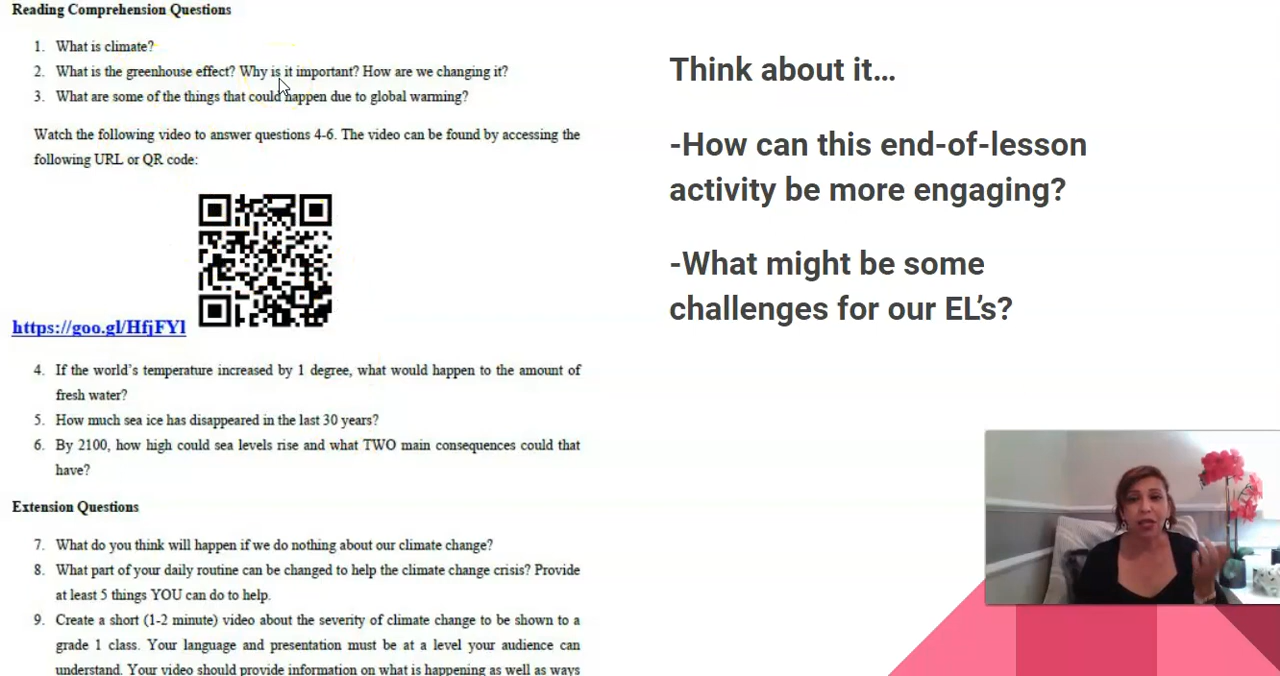 Reading Comprehension Questions
1. What is climate?
2. What is the greenhouse effect? Why is it important? How are we changing it?
3. What are some of the things that could happen due to global warming?
Watch the following video to answer questions 4-6. The video can be found by accessing the
following URL or QR code:
https://goo.gl/HfjFYl
4. If the world's temperature increased by 1 degree, what would happen to the amount of
fresh water?
5. How much sea ice has disappeared in the last 30 years?
6. By 2100, how high could sea levels rise and what TWO main consequences could that
have?
Extension Questions
7. What do you think will happen if we do nothing about our climate change?
8. What part of your daily routine can be changed to help the climate change crisis? Provide
at least 5 things YOU can do to help.
9. Create a short (1-2 minute) video about the severity of climate change to be shown to a
grade 1 class. Your language and presentation must be at a level your audience can
understand. Your video should provide information on what is happening as well as ways
Think about it...
-How can this end-of-lesson
activity be more engaging?
-What might be some
challenges for our EL's?